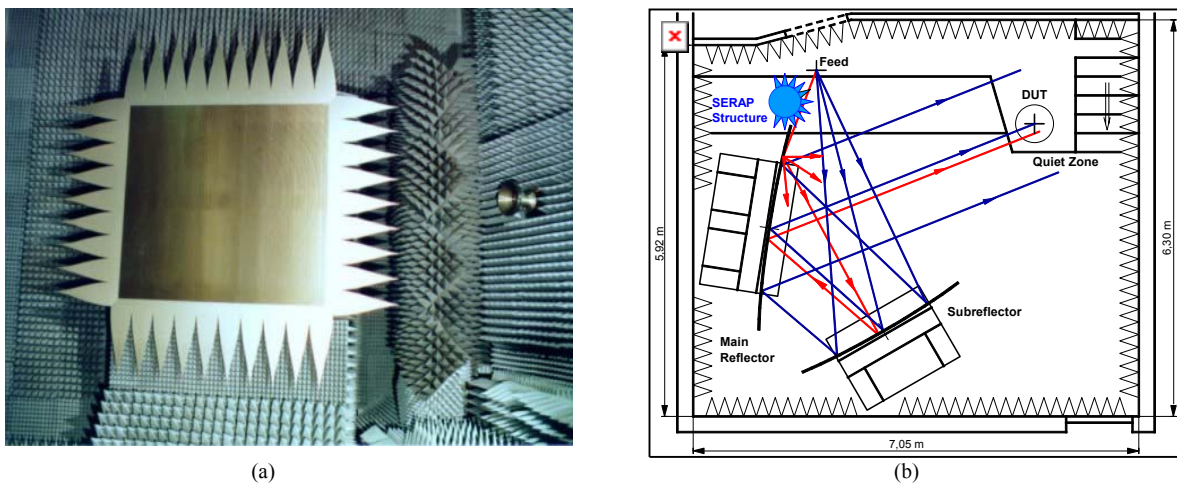 Feed
SERAP
Structure
DUT
Quiet Zone
5,92 m
6,30 m
Subreflector
Main
Reflector
7,05 m
(a)
(b)